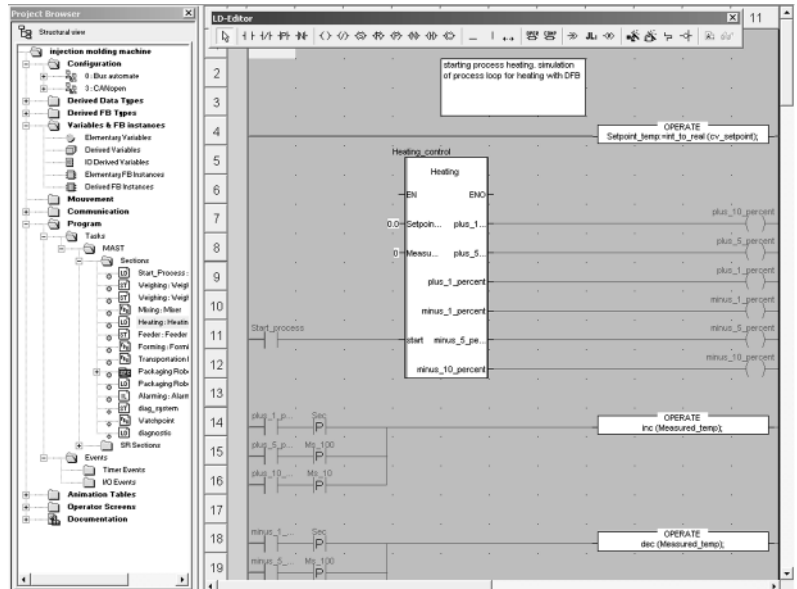 Project Browser
Structural view
injection molding machine
Configuration
0 : Bus automate
3 : CANopen
Derived Data Types
Derived FB Types
Variables & FB instances
Elementary Variables
Derived Variables
IO Derived Variables
Elementary FB Instances
Derived FB Instances
Mouvement
Communication
Program
Tasks
MAST
Sections
Start_Process :
Weighing : Weigl
Weighing : Weigl
Mixing : Mixer
Heating : Heatin
Feeder : Feeder
Forming : Formi
Transportation
Packaging Robo
Packaging Robo
Alarming : Alarm
diag_system
Watchpoint
diagnostic
SR Sections
Events
Timer Events
I/O Events
Animation Tables
Operator Screens
Documentation
LD-Editor
11
2
starting process heating. simulation
of process loop for heating with DFB
3
4
OPERATE
Setpoint_temp:=int_to_real (cv_setpoint);
5
Heating_control
Heating
6
EN ENO
7
0.0 Setpoin... plus_1... plus_10_percent
8
0 Measu... plus_5... plus_5_percent
9
plus_1_percent plus_1_percent
10
minus_1_percent minus_1_percent
11
Start_process start minus_5_pe... minus_5_percent
12
minus_10_percent minus_10_percent
13
14
plus_1_p... Sec
P
OPERATE
inc (Measured_temp);
15
plus_5_p... Ms_100
P
16
plus_10_... Ms_10
P
17
18
minus_1_... Sec
P
OPERATE
dec (Measured_temp);
19
minus_5_... Ms_100
P